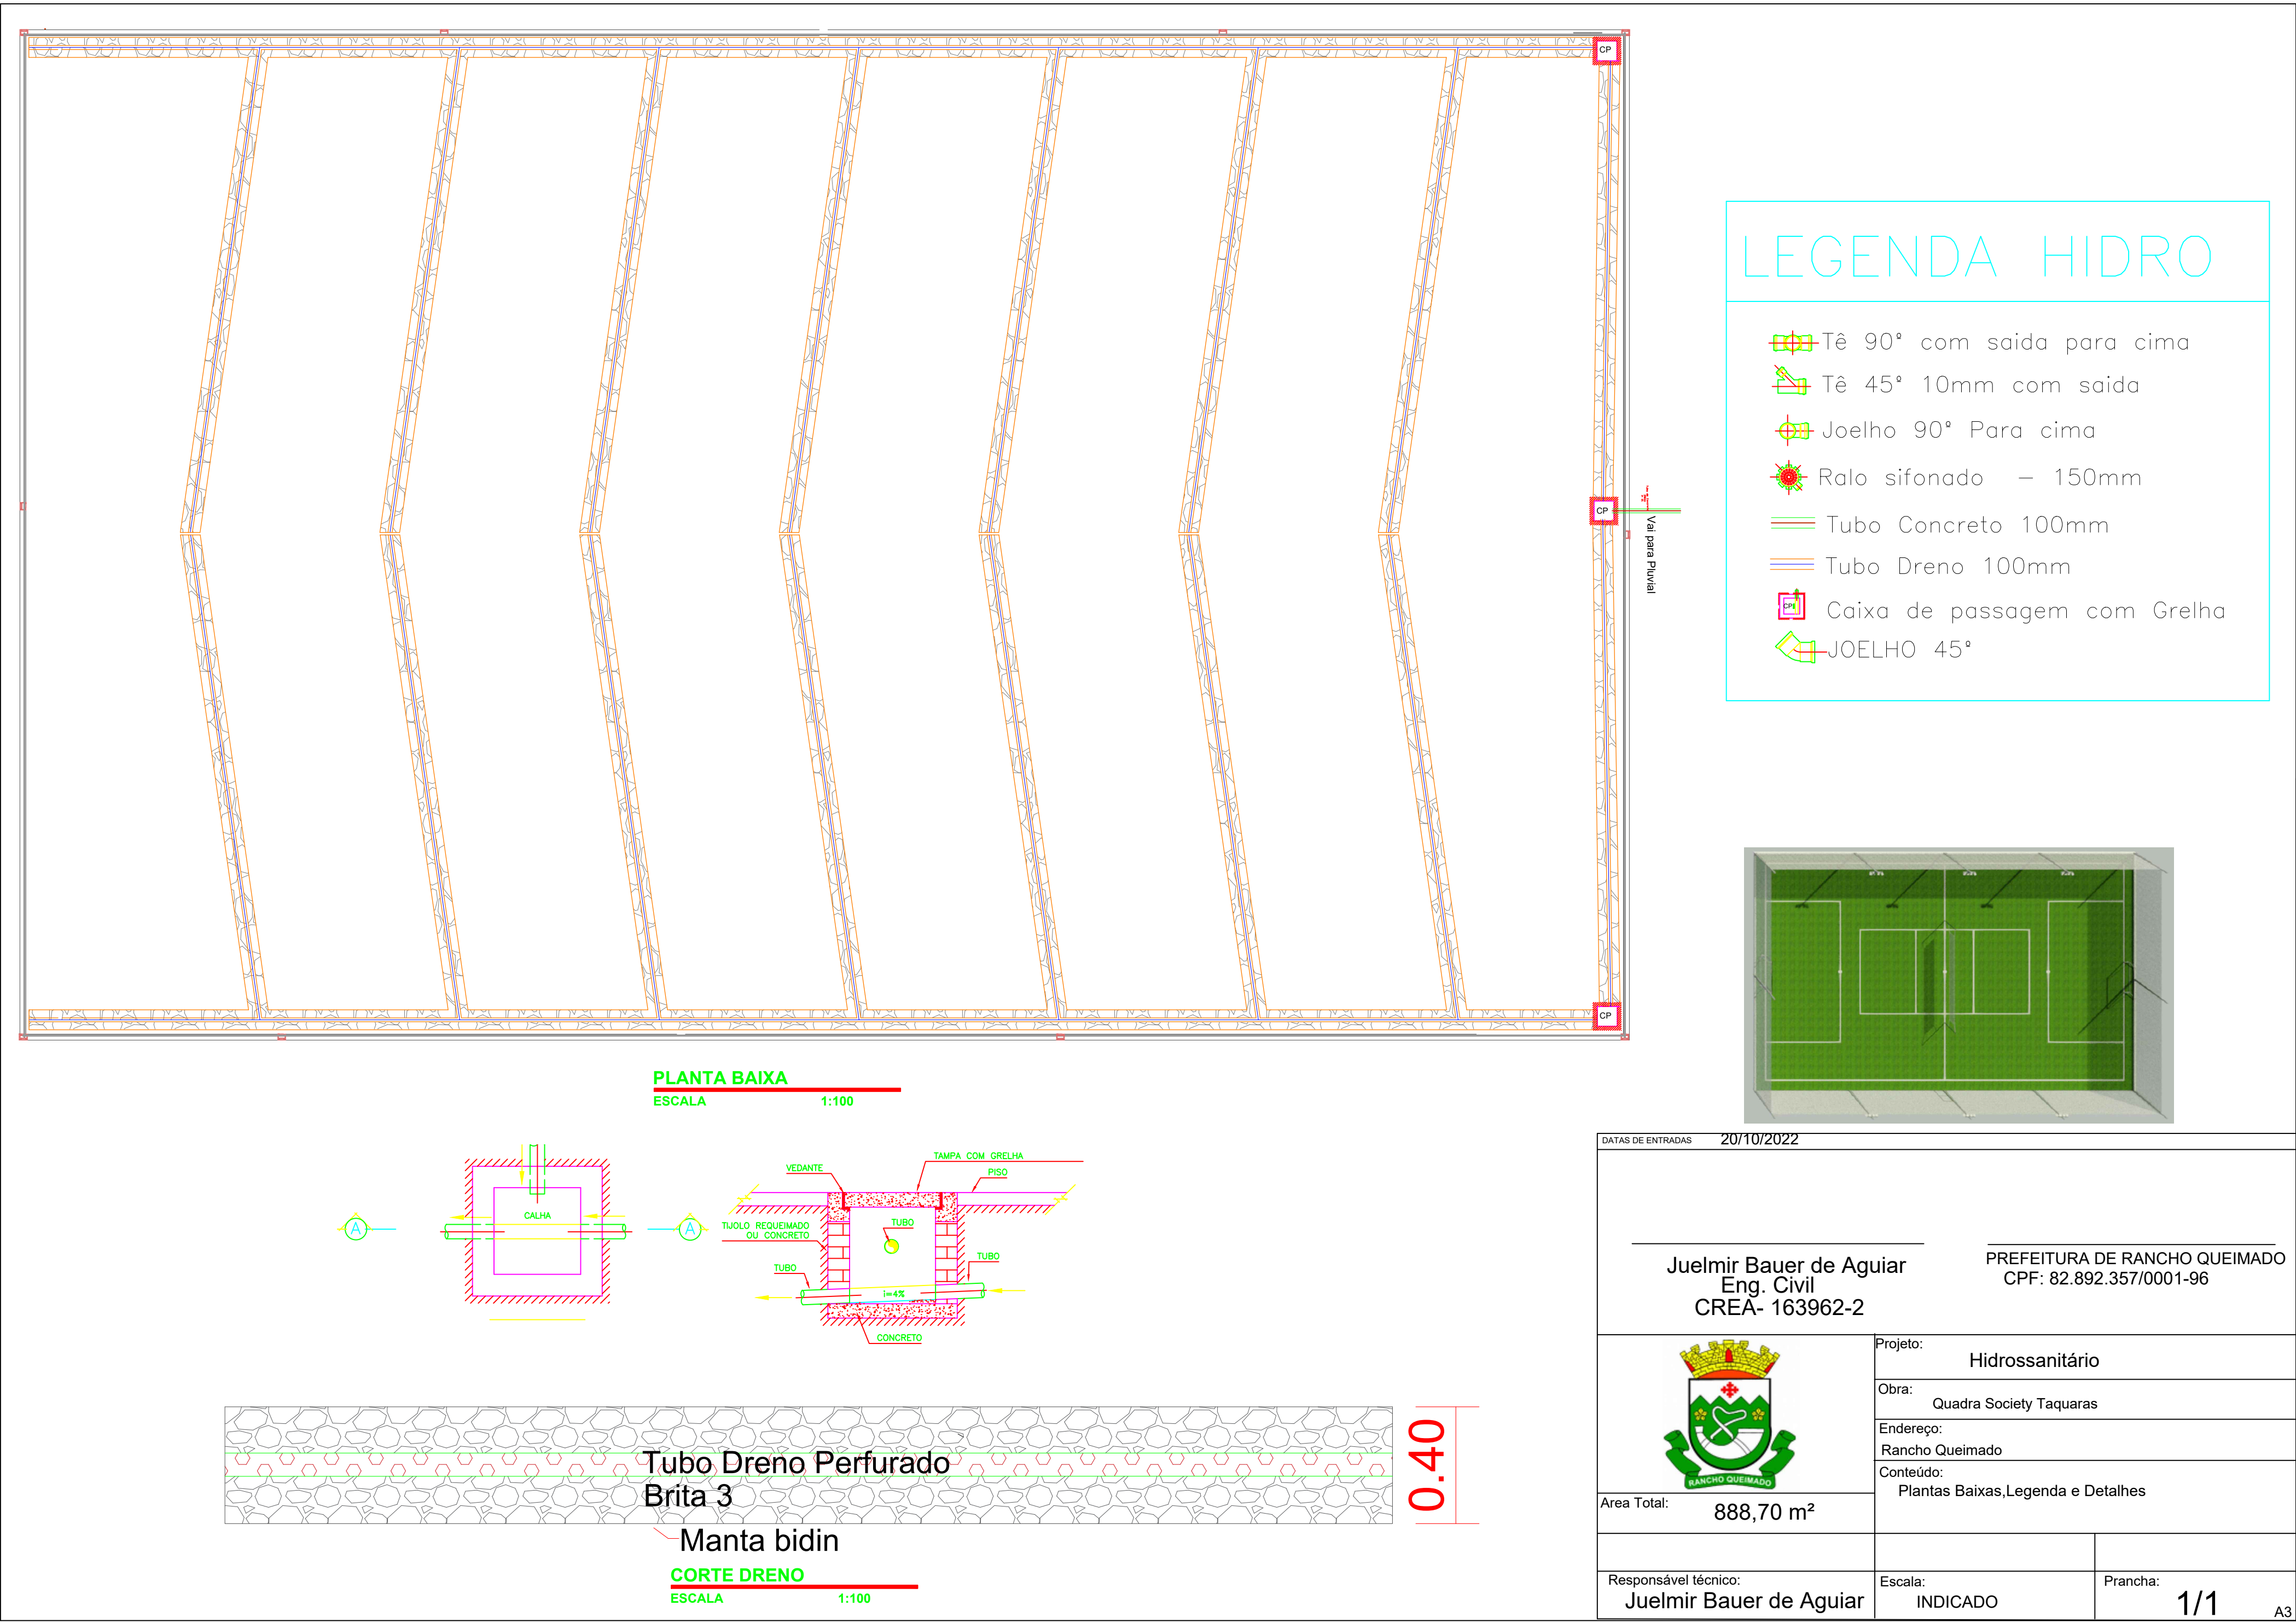 CP
CP
Vai para Pluvial
CP
LEGENDA HIDRO
Tê 90° com saida para cima
Tê 45° 10mm com saida
Joelho 90° Para cima
Ralo sifonado - 150mm
Tubo Concreto 100mm
Tubo Dreno 100mm
CP
Caixa de passagem com Grelha
JOELHO 45°
PLANTA BAIXA
ESCALA 1:100
A
CALHA
A
VEDANTE
TAMPA COM GRELHA
PISO
TIJOLO REQUEIMADO
OU CONCRETO
TUBO
TUBO
TUBO
i=4%
CONCRETO
Tubo Dreno Perfurado
Brita 3
Manta bidin
0.40
CORTE DRENO
ESCALA 1:100
DATAS DE ENTRADAS 20/10/2022
Juelmir Bauer de Aguiar
Eng. Civil
CREA- 163962-2
PREFEITURA DE RANCHO QUEIMADO
CPF: 82.892.357/0001-96
RANCHO QUEIMADO
Projeto:
Hidrossanitário
Obra:
Quadra Society Taquaras
Endereço:
Rancho Queimado
Conteúdo:
Plantas Baixas,Legenda e Detalhes
Area Total: 888,70 m²
Responsável técnico:
Juelmir Bauer de Aguiar
Escala:
INDICADO
Prancha:
1/1
A3